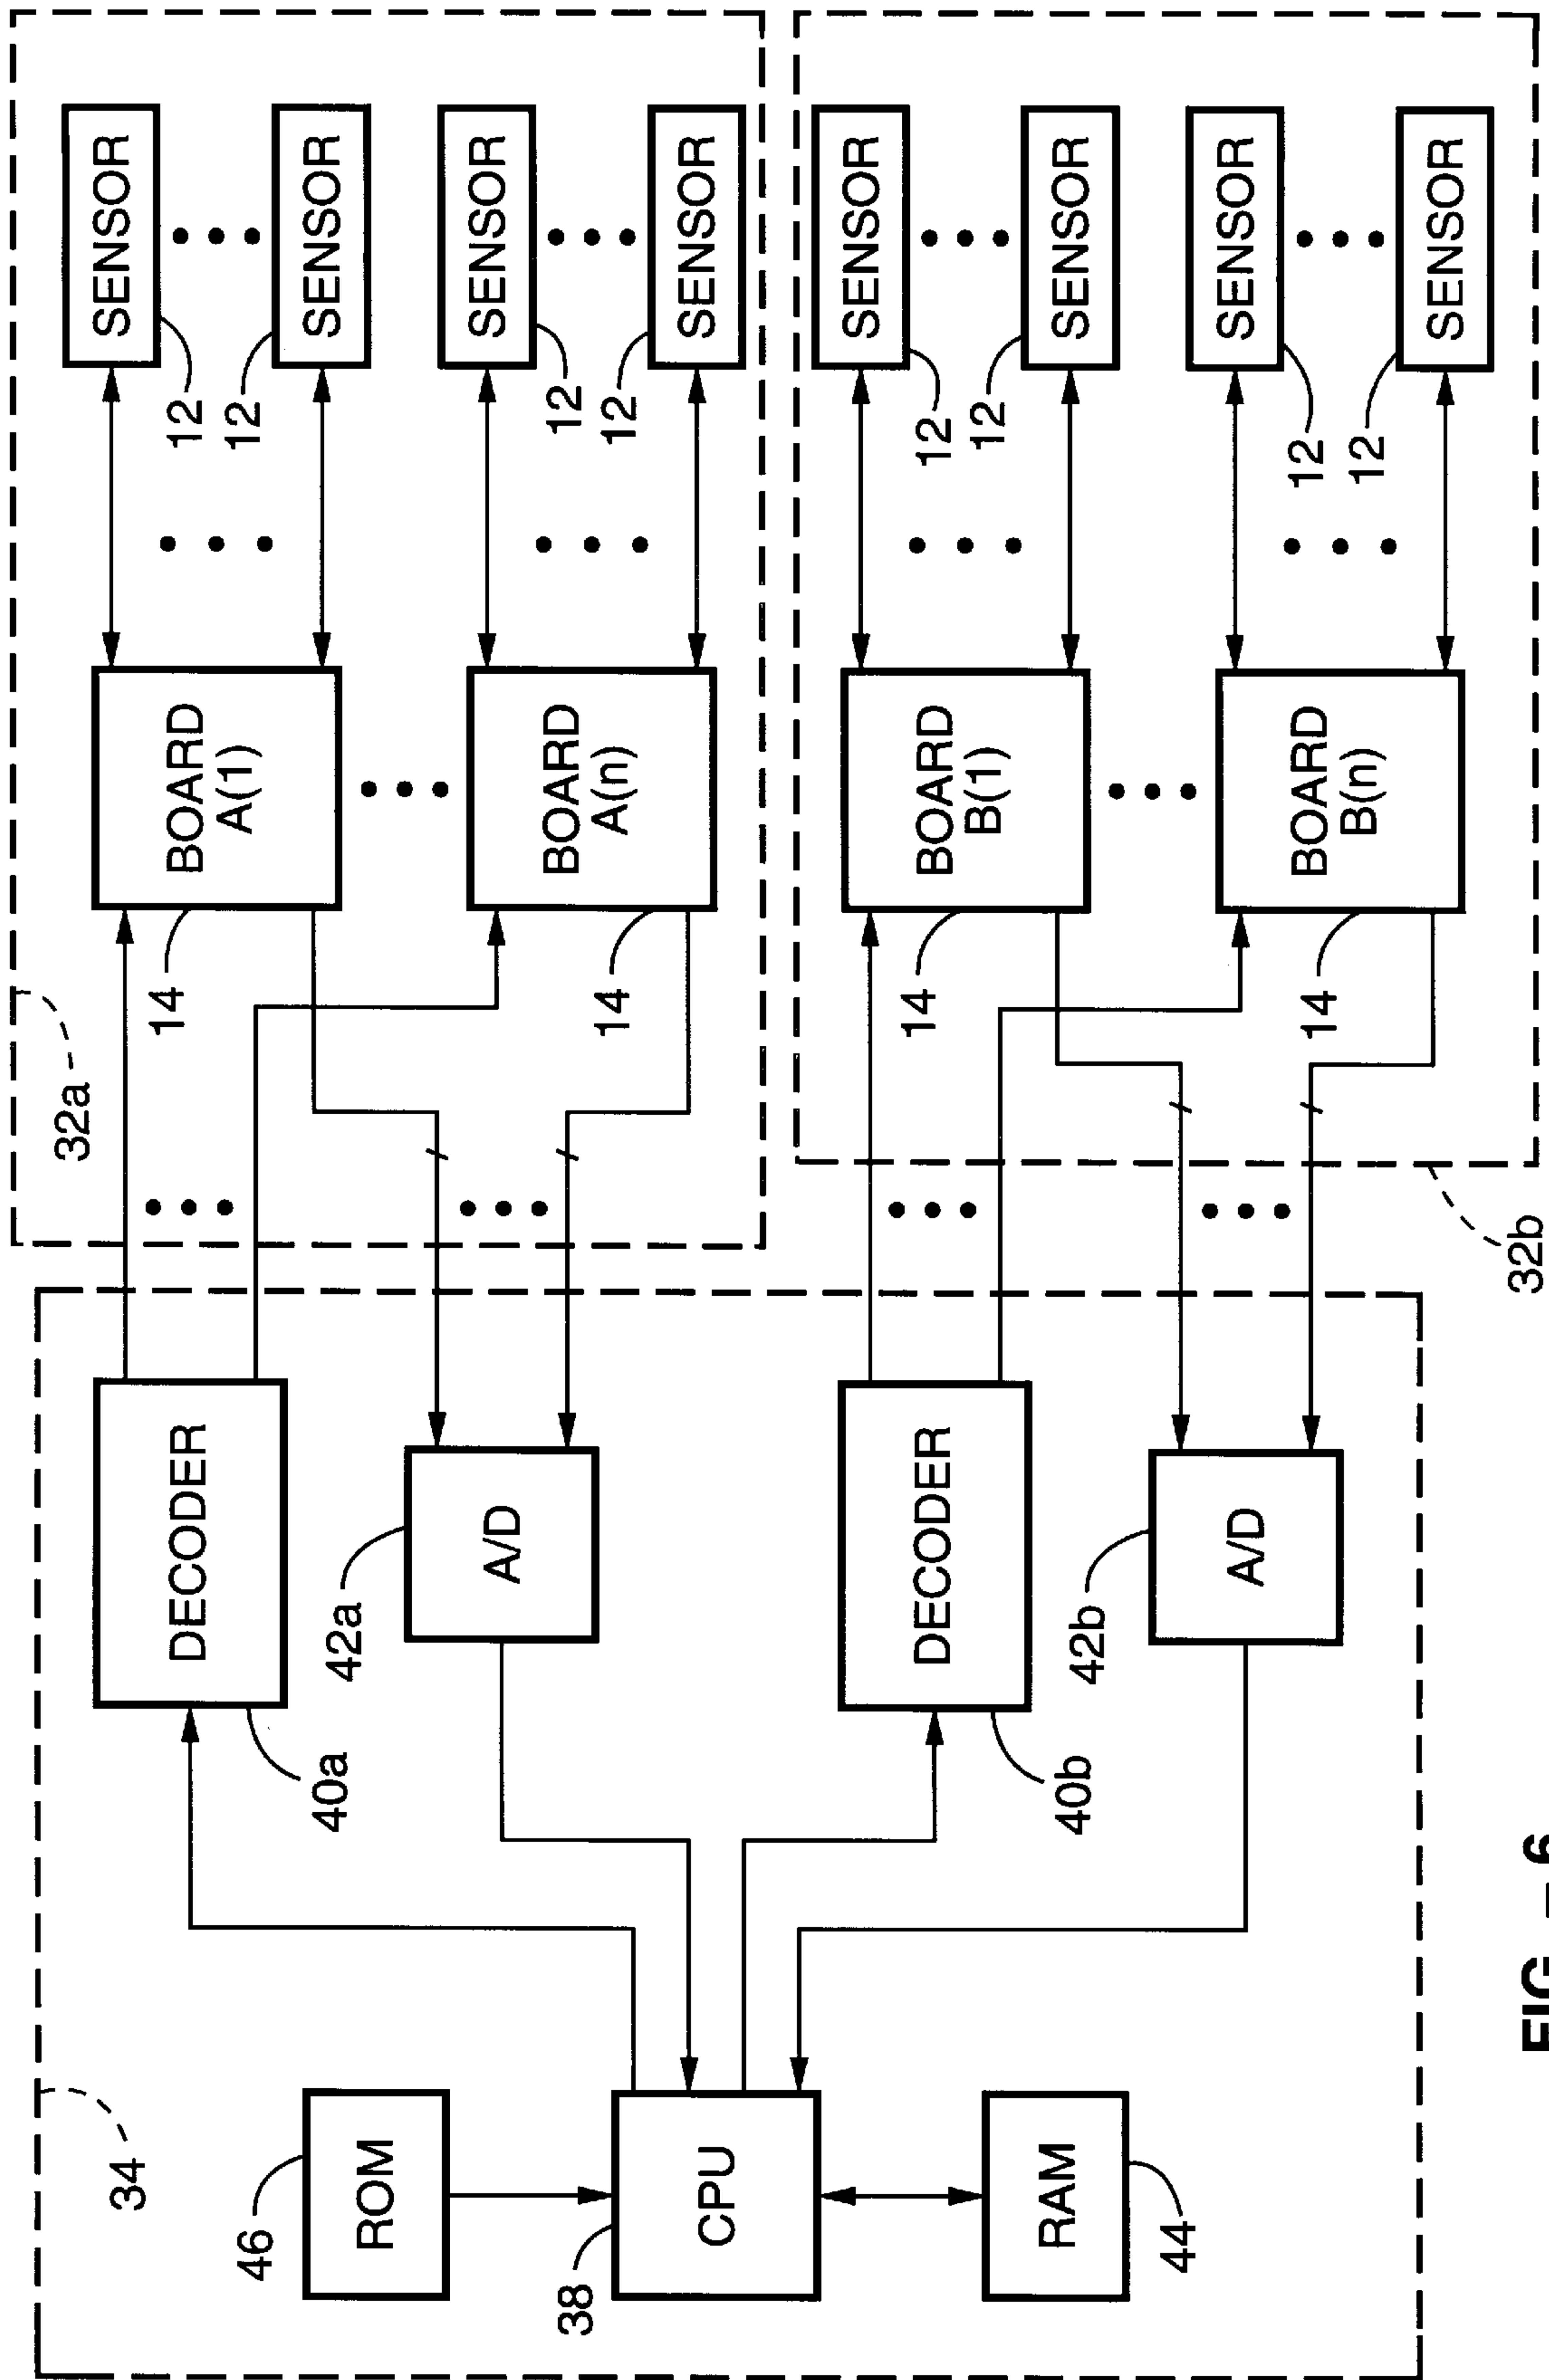 34
46
ROM
38
CPU
RAM
44
DECODER
40a
42a
A/D
DECODER
40b
42b
A/D
32a
14
BOARD
A(1)
SENSOR
12
12
SENSOR
14
BOARD
A(n)
SENSOR
12
12
SENSOR
14
BOARD
B(1)
SENSOR
12
12
SENSOR
14
BOARD
B(n)
SENSOR
12
12
SENSOR
32b
FIG. – 6